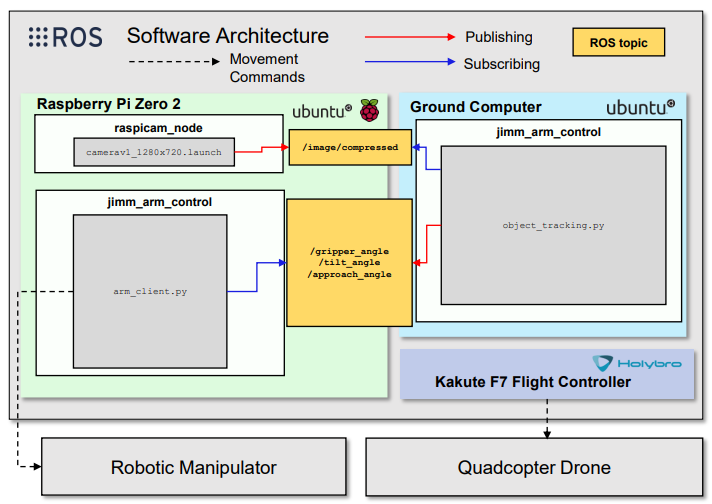 ROS
Software Architecture
Publishing
Movement
Commands
Subscribing
ROS topic
Raspberry Pi Zero 2
ubuntu
raspicam_node
camerav1_1280x720.launch
/image/compressed
jimm_arm_control
arm_client.py
/gripper_angle
/tilt_angle
/approach_angle
Ground Computer
ubuntu
jimm_arm_control
object_tracking.py
Holybro
Kakute F7 Flight Controller
Robotic Manipulator
Quadcopter Drone